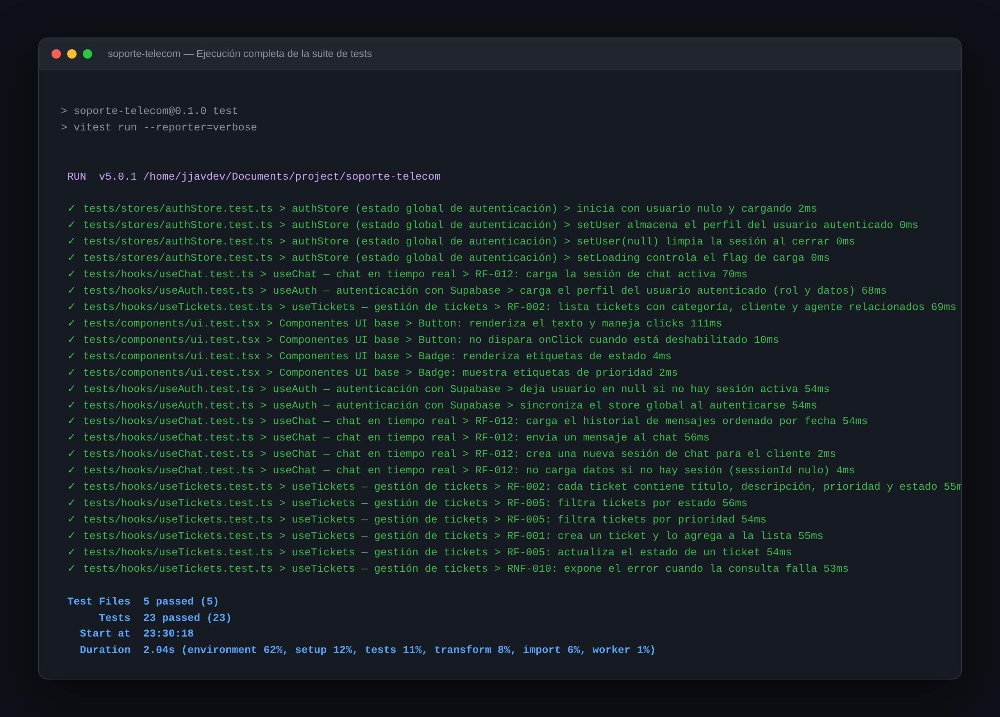 soporte-telecom — Ejecución completa de la suite de tests
> soporte-telecom@0.1.0 test
> vitest run --reporter=verbose
RUN  v5.0.1 /home/jjavdev/Documents/project/soporte-telecom
✓ tests/stores/authStore.test.ts > authStore (estado global de autenticación) > inicia con usuario nulo y cargando 2ms
✓ tests/stores/authStore.test.ts > authStore (estado global de autenticación) > setUser almacena el perfil del usuario autenticado 0ms
✓ tests/stores/authStore.test.ts > authStore (estado global de autenticación) > setUser(null) limpia la sesión al cerrar 0ms
✓ tests/stores/authStore.test.ts > authStore (estado global de autenticación) > setLoading controla el flag de carga 0ms
✓ tests/hooks/useChat.test.ts > useChat — chat en tiempo real > RF-012: carga la sesión de chat activa 70ms
✓ tests/hooks/useAuth.test.ts > useAuth — autenticación con Supabase > carga el perfil del usuario autenticado (rol y datos) 68ms
✓ tests/hooks/useTickets.test.ts > useTickets — gestión de tickets > RF-002: lista tickets con categoría, cliente y agente relacionados 69ms
✓ tests/components/ui.test.tsx > Componentes UI base > Button: renderiza el texto y maneja clicks 111ms
✓ tests/components/ui.test.tsx > Componentes UI base > Button: no dispara onClick cuando está deshabilitado 10ms
✓ tests/components/ui.test.tsx > Componentes UI base > Badge: renderiza etiquetas de estado 4ms
✓ tests/components/ui.test.tsx > Componentes UI base > Badge: muestra etiquetas de prioridad 2ms
✓ tests/hooks/useAuth.test.ts > useAuth — autenticación con Supabase > deja usuario en null si no hay sesión activa 54ms
✓ tests/hooks/useAuth.test.ts > useAuth — autenticación con Supabase > sincroniza el store global al autenticarse 54ms
✓ tests/hooks/useChat.test.ts > useChat — chat en tiempo real > RF-012: carga el historial de mensajes ordenado por fecha 54ms
✓ tests/hooks/useChat.test.ts > useChat — chat en tiempo real > RF-012: envía un mensaje al chat 56ms
✓ tests/hooks/useChat.test.ts > useChat — chat en tiempo real > RF-012: crea una nueva sesión de chat para el cliente 2ms
✓ tests/hooks/useChat.test.ts > useChat — chat en tiempo real > RF-012: no carga datos si no hay sesión (sessionId nulo) 4ms
✓ tests/hooks/useTickets.test.ts > useTickets — gestión de tickets > RF-002: cada ticket contiene título, descripción, prioridad y estado 55m
✓ tests/hooks/useTickets.test.ts > useTickets — gestión de tickets > RF-005: filtra tickets por estado 56ms
✓ tests/hooks/useTickets.test.ts > useTickets — gestión de tickets > RF-005: filtra tickets por prioridad 54ms
✓ tests/hooks/useTickets.test.ts > useTickets — gestión de tickets > RF-001: crea un ticket y lo agrega a la lista 55ms
✓ tests/hooks/useTickets.test.ts > useTickets — gestión de tickets > RF-005: actualiza el estado de un ticket 54ms
✓ tests/hooks/useTickets.test.ts > useTickets — gestión de tickets > RNF-010: expone el error cuando la consulta falla 53ms
Test Files  5 passed (5)
Tests  23 passed (23)
Start at  23:30:18
Duration  2.04s (environment 62%, setup 12%, tests 11%, transform 8%, import 6%, worker 1%)